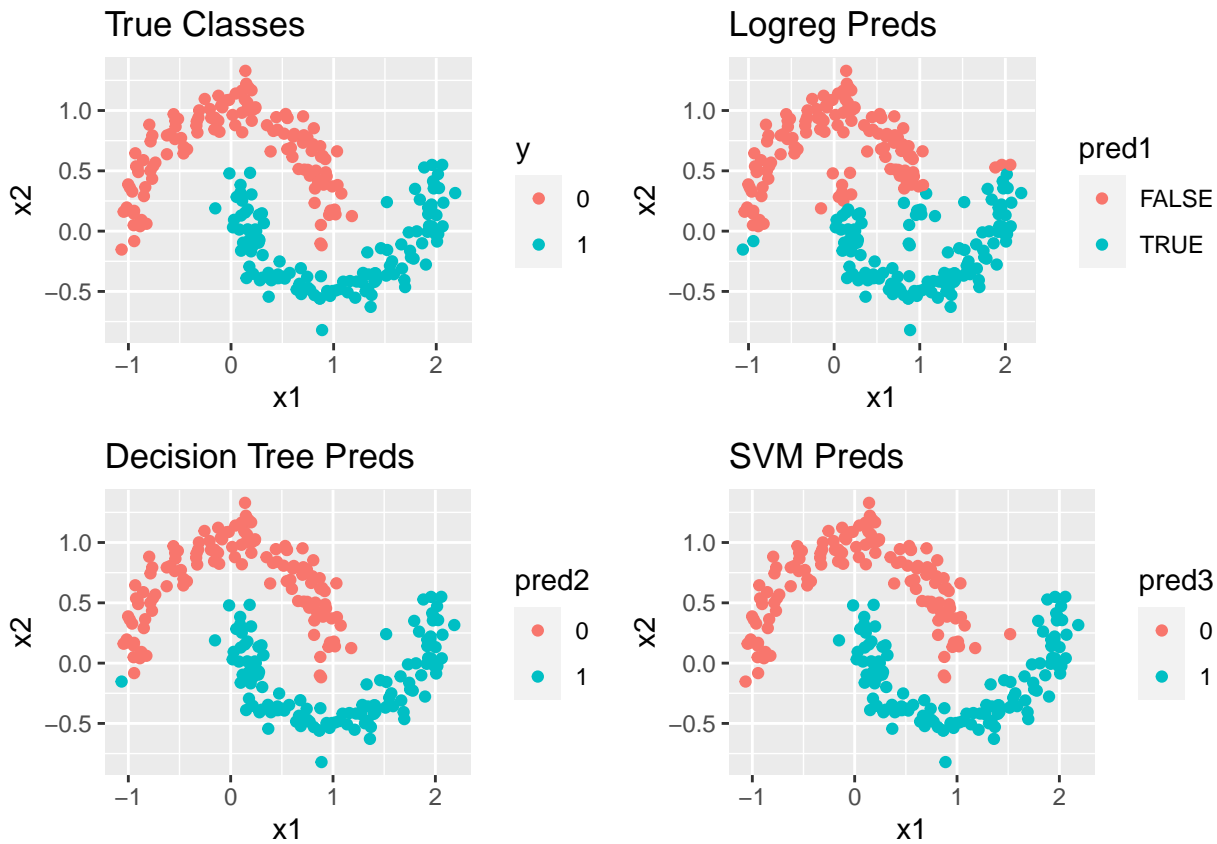 True Classes
x2
1.0
0.5
0.0
−0.5
−1
0
1
2
x1
y
0
1
Logreg Preds
x2
1.0
0.5
0.0
−0.5
−1
0
1
2
x1
pred1
FALSE
TRUE
Decision Tree Preds
x2
1.0
0.5
0.0
−0.5
−1
0
1
2
x1
pred2
0
1
SVM Preds
x2
1.0
0.5
0.0
−0.5
−1
0
1
2
x1
pred3
0
1